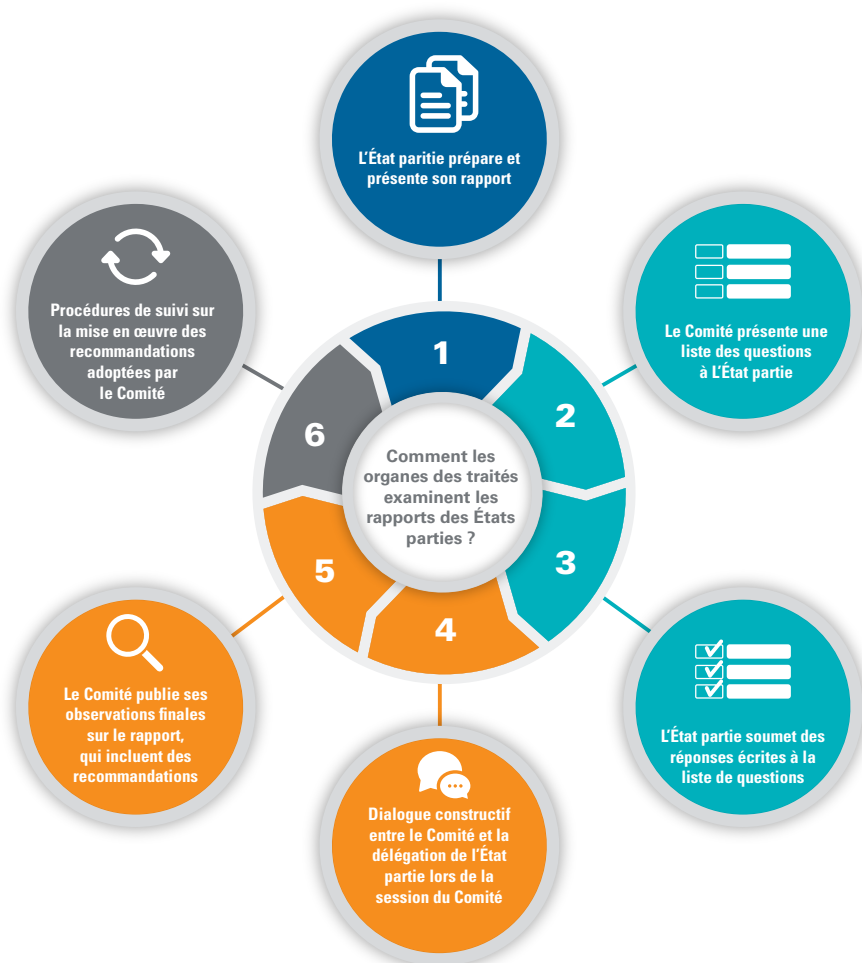 L'État paritie prépare et
présente son rapport
1
Le Comité présente une
liste des questions
à L'État partie
2
L'État partie soumet des
réponses écrites à la
liste de questions
3
Dialogue constructif
entre le Comité et la
délégation de l'État
partie lors de la
session du Comité
4
Le Comité publie ses
observations finales
sur le rapport,
qui incluent des
recommandations
5
Procédures de suivi sur
la mise en œuvre des
recommandations
adoptées par
le Comité
6
Comment les
organes des traités
examinent les
rapports des États
parties ?